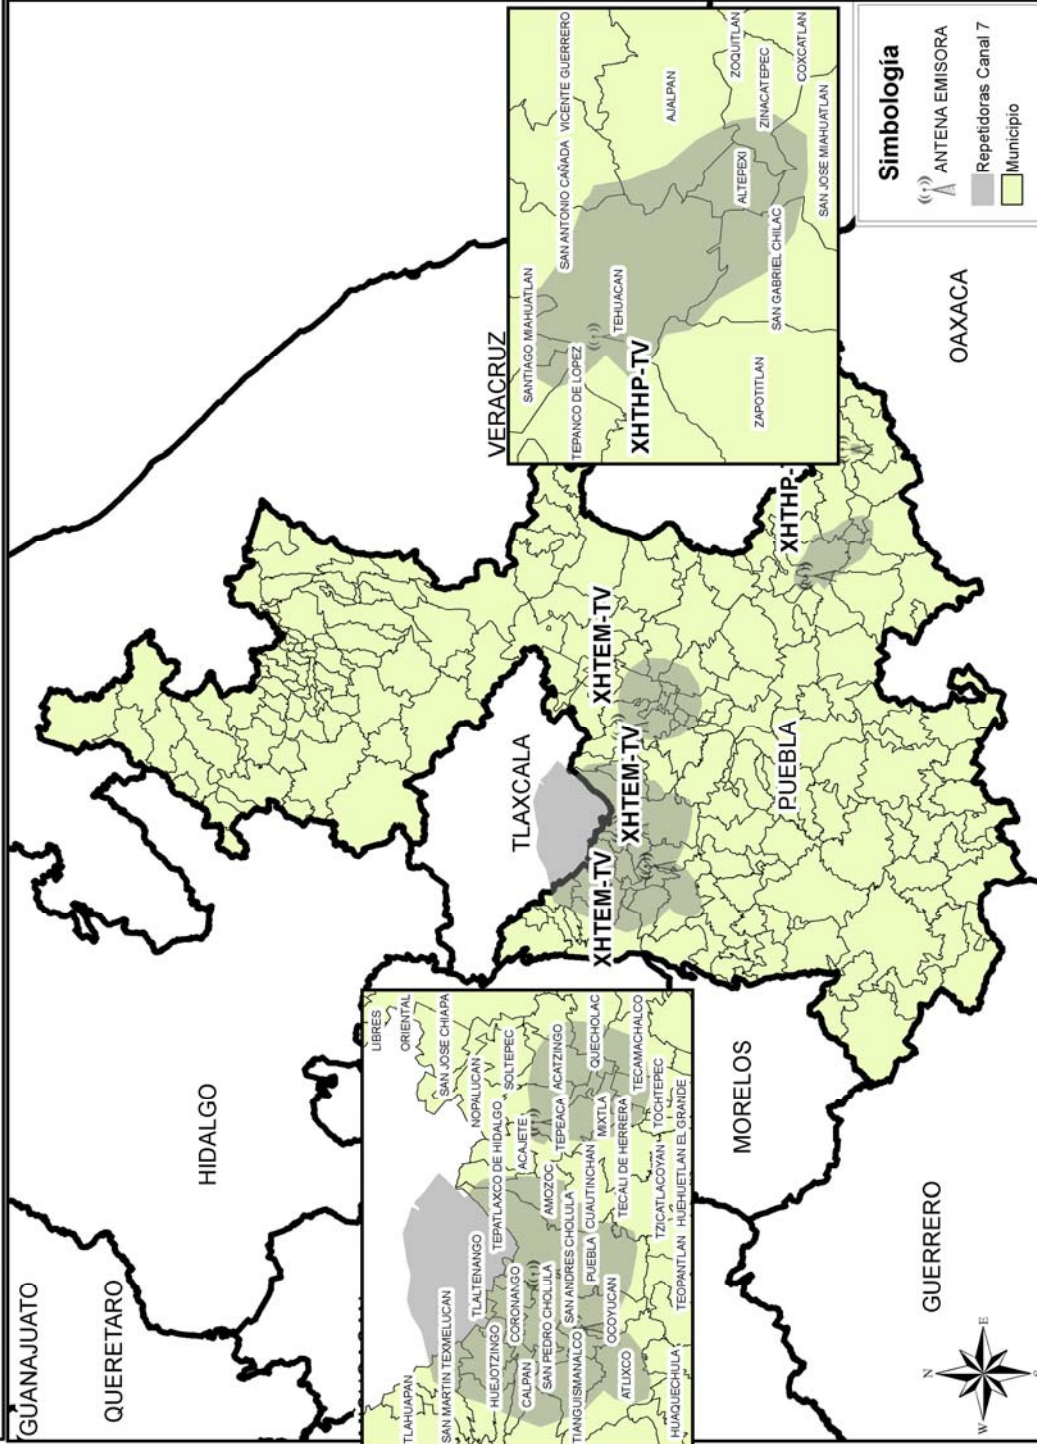 GUANAJUATO
QUERETARO
HIDALGO
TLAXCALA
VERACRUZ
PUEBLA
MORELOS
GUERRERO
OAXACA
XHTEM-TV
XHTEM-TV
XHTEM-TV
XHTHP-
LIBRES
ORIENTAL
SAN JOSE CHIAPA
NOPALUCAN
SOLTEPEC
TLAHUAPAN
SAN MARTIN TEXMELUCAN
TLALTENANGO
TEPATLAXCO DE HIDALGO
HUEJOTZINGO
CORONANGO
ACAJETE
CALPAN
SAN PEDRO CHOLULA
AMOZOC
TEPEACA
ACATZINGO
TIANGUISMANALCO
SAN ANDRES CHOLULA
PUEBLA
CUAUTINCHAN
MIXTLA
QUECHOLAC
OCOYUCAN
ATLIXCO
TECALI DE HERRERA
TECAMACHALCO
TZICATLACOYAN
TOCHTEPEC
HUAQUECHULA
TEOPANTLAN
HUEHUETLAN EL GRANDE
SANTIAGO MIAHUATLAN
SAN ANTONIO CAÑADA
VICENTE GUERRERO
TEPANCO DE LOPEZ
TEHUACAN
XHTHP-TV
AJALPAN
ZAPOTITLAN
ALTEPEXI
ZOQUITLAN
SAN GABRIEL CHILAC
ZINACATEPEC
SAN JOSE MIAHUATLAN
COXCATLAN
Simbología
ANTENA EMISORA
Repetidoras Canal 7
Municipio
N
W
E
S